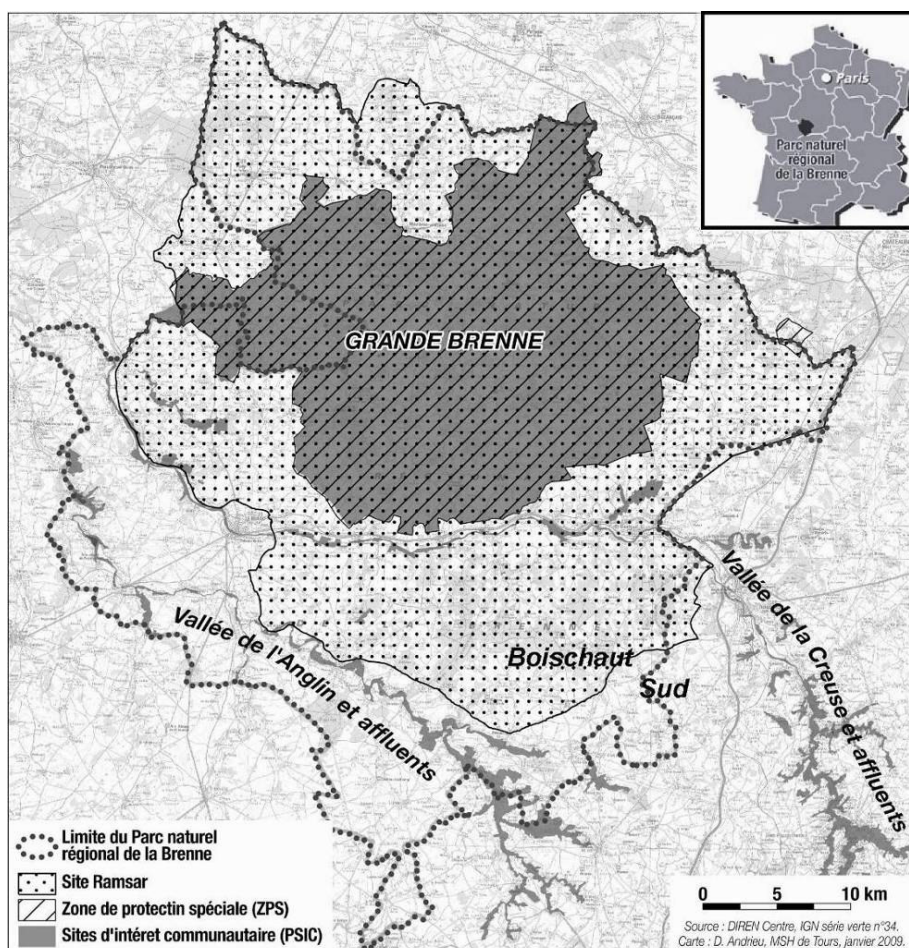 Paris
Parc naturel
régional
de la Brenne
GRANDE BRENNE
Boischaut
Sud
Vallée de l'Anglin et affluents
Vallée de la Creuse et affluents
Limite du Parc naturel
régional de la Brenne
Site Ramsar
Zone de protectin spéciale (ZPS)
Sites d'intéret communautaire (PSIC)
0 5 10 km
Source : DIREN Centre, IGN série verte n°34.
Carte : D. Andrieu, MSH de Tours, janvier 2009.